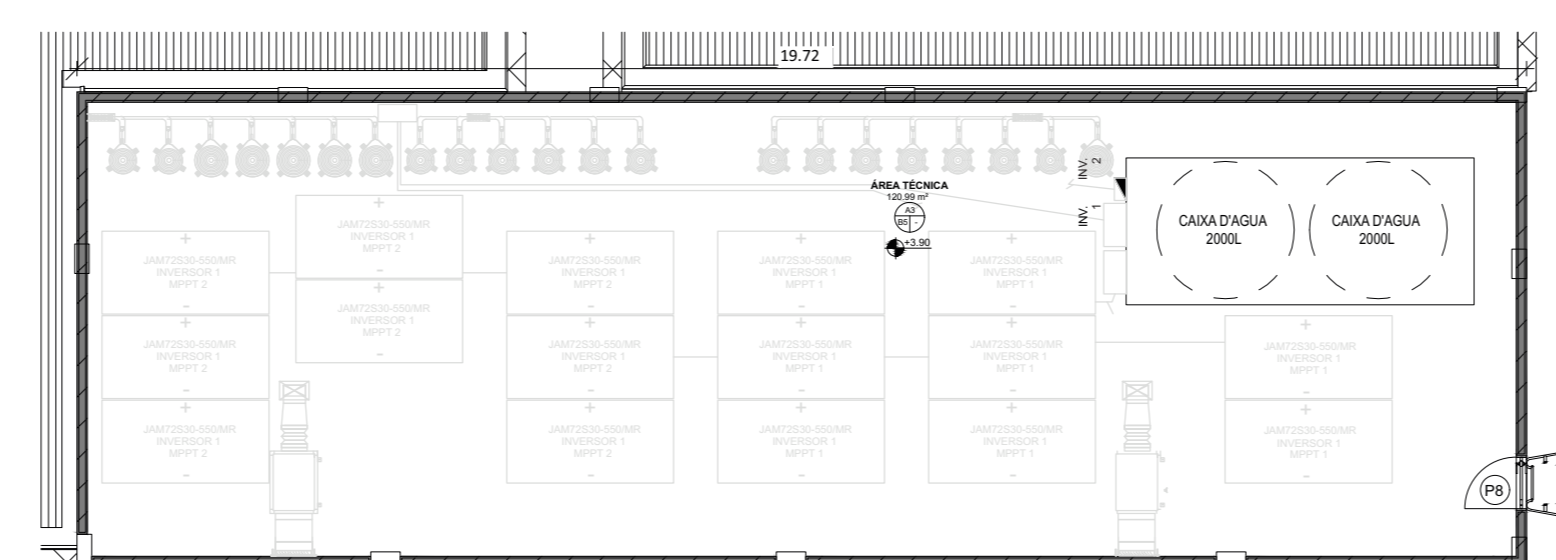 19.72
INV. 2
INV. 1
ÁREA TÉCNICA
120.99 m²
A3
B5 -
+3.90
CAIXA D'AGUA
2000L
CAIXA D'AGUA
2000L
+
JAM72S30-550/MR
INVERSOR 1
MPPT 2
-
+
JAM72S30-550/MR
INVERSOR 1
MPPT 2
-
+
JAM72S30-550/MR
INVERSOR 1
MPPT 2
-
+
JAM72S30-550/MR
INVERSOR 1
MPPT 2
-
+
JAM72S30-550/MR
INVERSOR 1
MPPT 2
-
+
JAM72S30-550/MR
INVERSOR 1
MPPT 2
-
+
JAM72S30-550/MR
INVERSOR 1
MPPT 2
-
+
JAM72S30-550/MR
INVERSOR 1
MPPT 2
-
+
JAM72S30-550/MR
INVERSOR 1
MPPT 1
-
+
JAM72S30-550/MR
INVERSOR 1
MPPT 1
-
+
JAM72S30-550/MR
INVERSOR 1
MPPT 1
-
+
JAM72S30-550/MR
INVERSOR 1
MPPT 1
-
+
JAM72S30-550/MR
INVERSOR 1
MPPT 1
-
+
JAM72S30-550/MR
INVERSOR 1
MPPT 1
-
+
JAM72S30-550/MR
INVERSOR 1
MPPT 1
-
+
JAM72S30-550/MR
INVERSOR 1
MPPT 1
-
P8